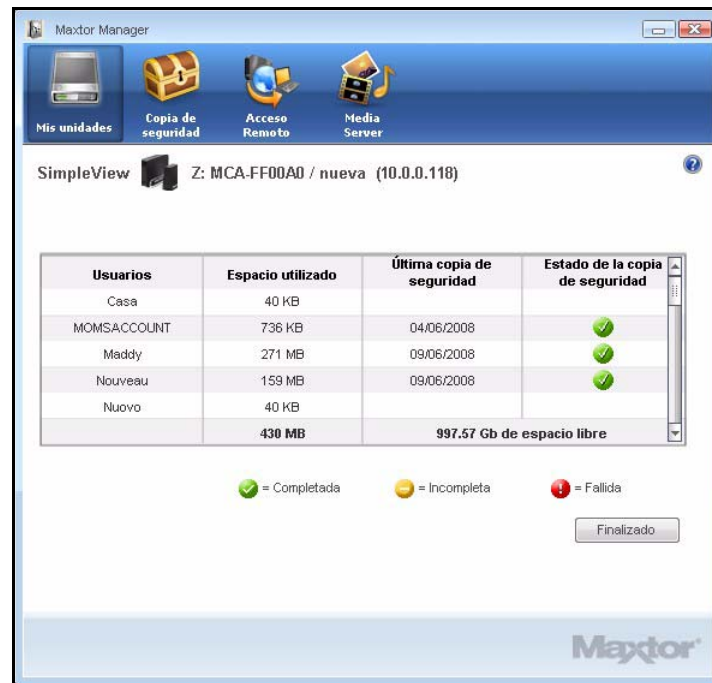 Maxtor Manager
Mis unidades
Copia de
seguridad
Acceso
Remoto
Media
Server
SimpleView Z: MCA-FF00A0 / nueva (10.0.0.118)
Usuarios Espacio utilizado Última copia de seguridad Estado de la copia de seguridad
Casa 40 KB
MOMSACCOUNT 736 KB 04/06/2008
Maddy 271 MB 09/06/2008
Nouveau 159 MB 09/06/2008
Nuovo 40 KB
430 MB 997.57 Gb de espacio libre
= Completada = Incompleta = Fallida
Finalizado
Maxtor